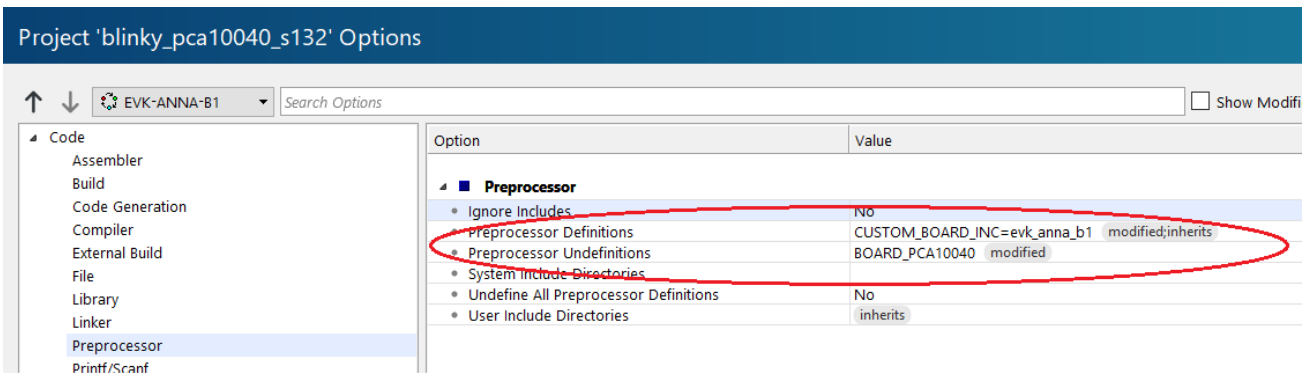 Project 'blinky_pca10040_s132' Options
EVK-ANNA-B1 Search Options Show Modifi
Code
Assembler
Build
Code Generation
Compiler
External Build
File
Library
Linker
Preprocessor
Printf/Scanf
Option Value
Preprocessor
Ignore Includes No
Preprocessor Definitions CUSTOM_BOARD_INC=evk_anna_b1 modified;inherits
Preprocessor Undefinitions BOARD_PCA10040 modified
System Include Directories
Undefine All Preprocessor Definitions No
User Include Directories inherits